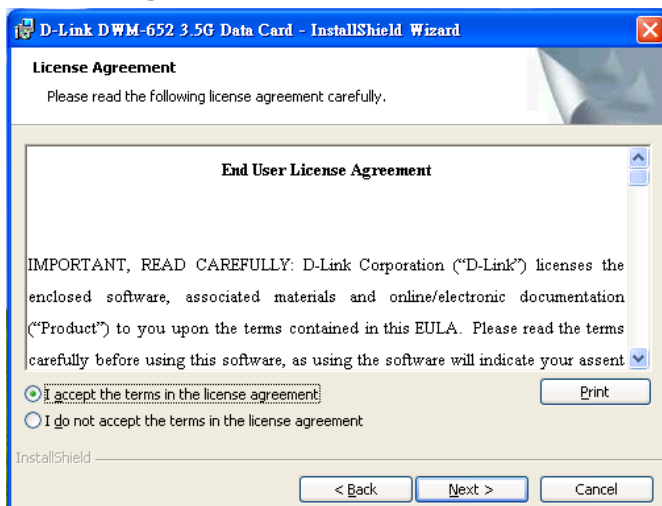 D-Link DWM-652 3.5G Data Card - InstallShield Wizard
License Agreement
Please read the following license agreement carefully.
End User License Agreement
IMPORTANT, READ CAREFULLY: D-Link Corporation (“D-Link”) licenses the
enclosed software, associated materials and online/electronic documentation
(“Product”) to you upon the terms contained in this EULA. Please read the terms
carefully before using this software, as using the software will indicate your assent
I accept the terms in the license agreement
Print
I do not accept the terms in the license agreement
InstallShield
< Back Next > Cancel